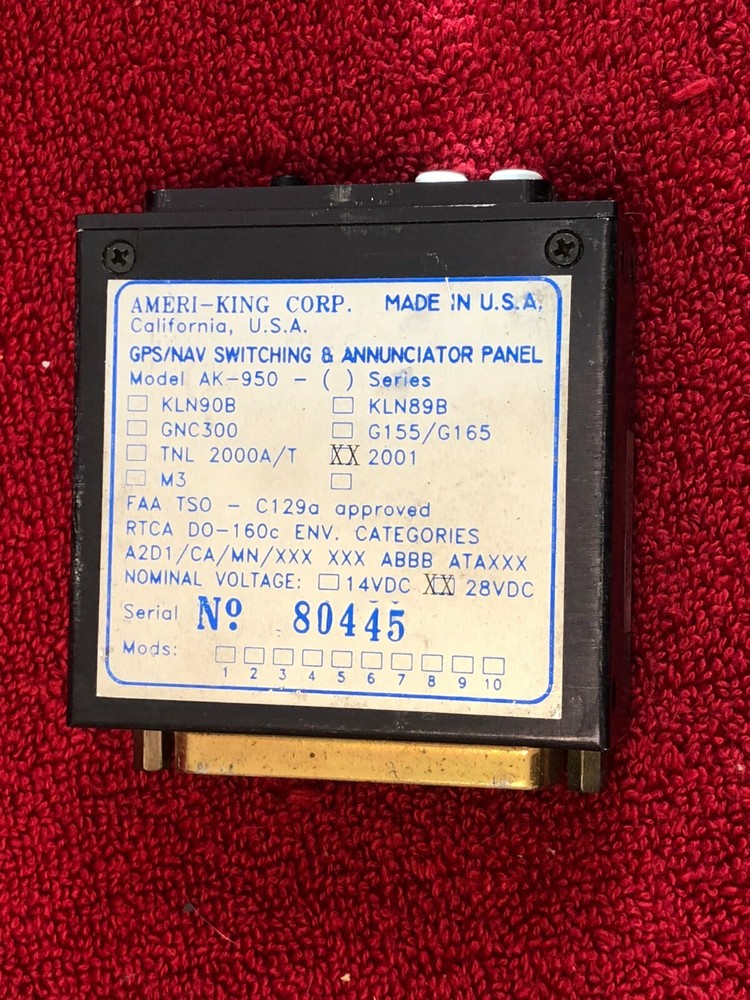 AMERI-KING CORP. MADE IN U.S.A.
California, U.S.A.
GPS/NAV SWITCHING & ANNUNCIATOR PANEL
Model AK-950 - ( ) Series
☐ KLN90B ☐ KLN89B
☐ GNC300 ☐ G155/G165
☐ TNL 2000A/T XX 2001
☐ M3 ☐
FAA TSO - C129a approved
RTCA DO-160c ENV. CATEGORIES
A2D1/CA/MN/XXX XXX ABBB ATAXXX
NOMINAL VOLTAGE: ☐ 14VDC XX 28VDC
Serial Nº 80445
Mods: ☐ ☐ ☐ ☐ ☐ ☐ ☐ ☐ ☐ ☐
1 2 3 4 5 6 7 8 9 10